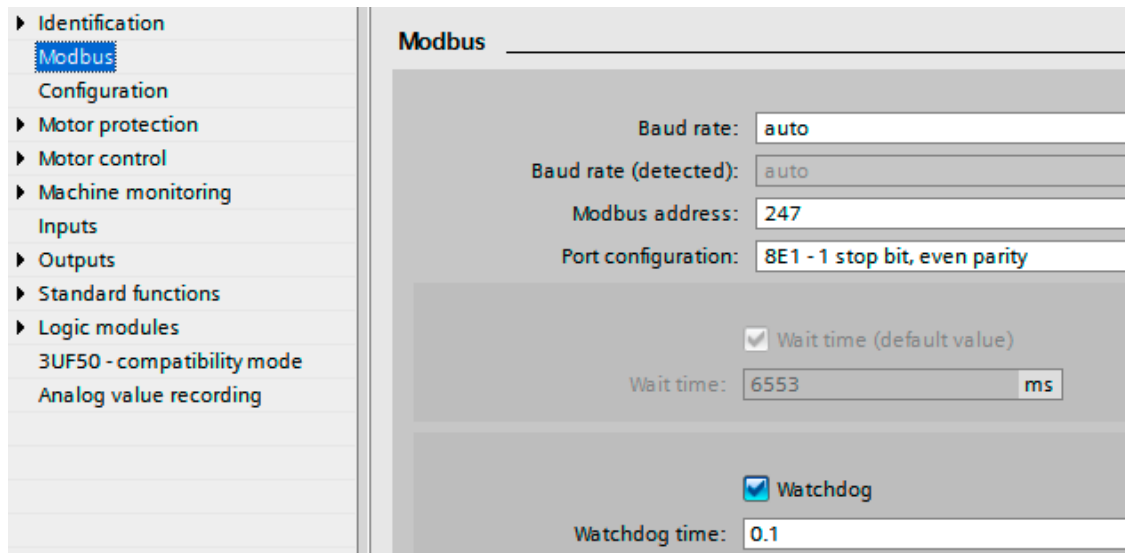 Identification
Modbus
Configuration
Motor protection
Motor control
Machine monitoring
Inputs
Outputs
Standard functions
Logic modules
3UF50 - compatibility mode
Analog value recording
Modbus
Baud rate: auto
Baud rate (detected): auto
Modbus address: 247
Port configuration: 8E1 - 1 stop bit, even parity
Wait time (default value)
Wait time: 6553 ms
Watchdog
Watchdog time: 0.1